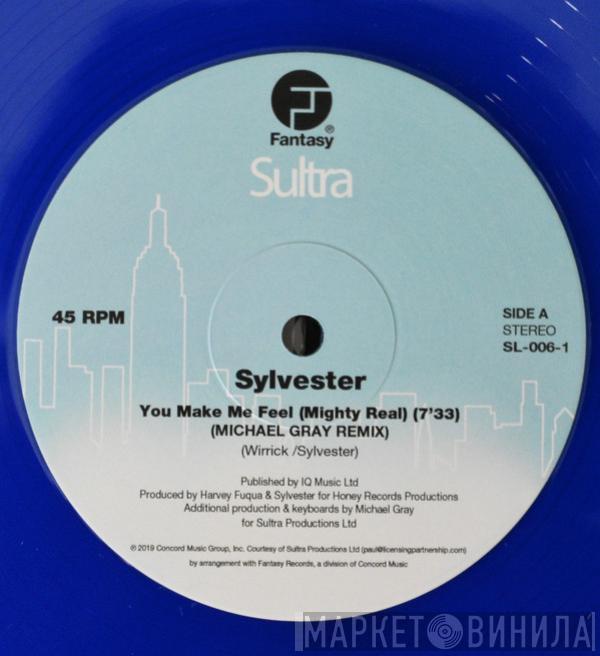 Fantasy®
Sultra
45 RPM
SIDE A
STEREO
SL-006-1
Sylvester
You Make Me Feel (Mighty Real) (7'33)
(MICHAEL GRAY REMIX)
(Wirrick /Sylvester)
Published by IQ Music Ltd
Produced by Harvey Fuqua & Sylvester for Honey Records Productions
Additional production & keyboards by Michael Gray
for Sultra Productions Ltd
℗ 2019 Concord Music Group, Inc. Courtesy of Sultra Productions Ltd (paul@licensingpartnership.com)
by arrangement with Fantasy Records, a division of Concord Music
МАРКЕТ ВИНИЛА